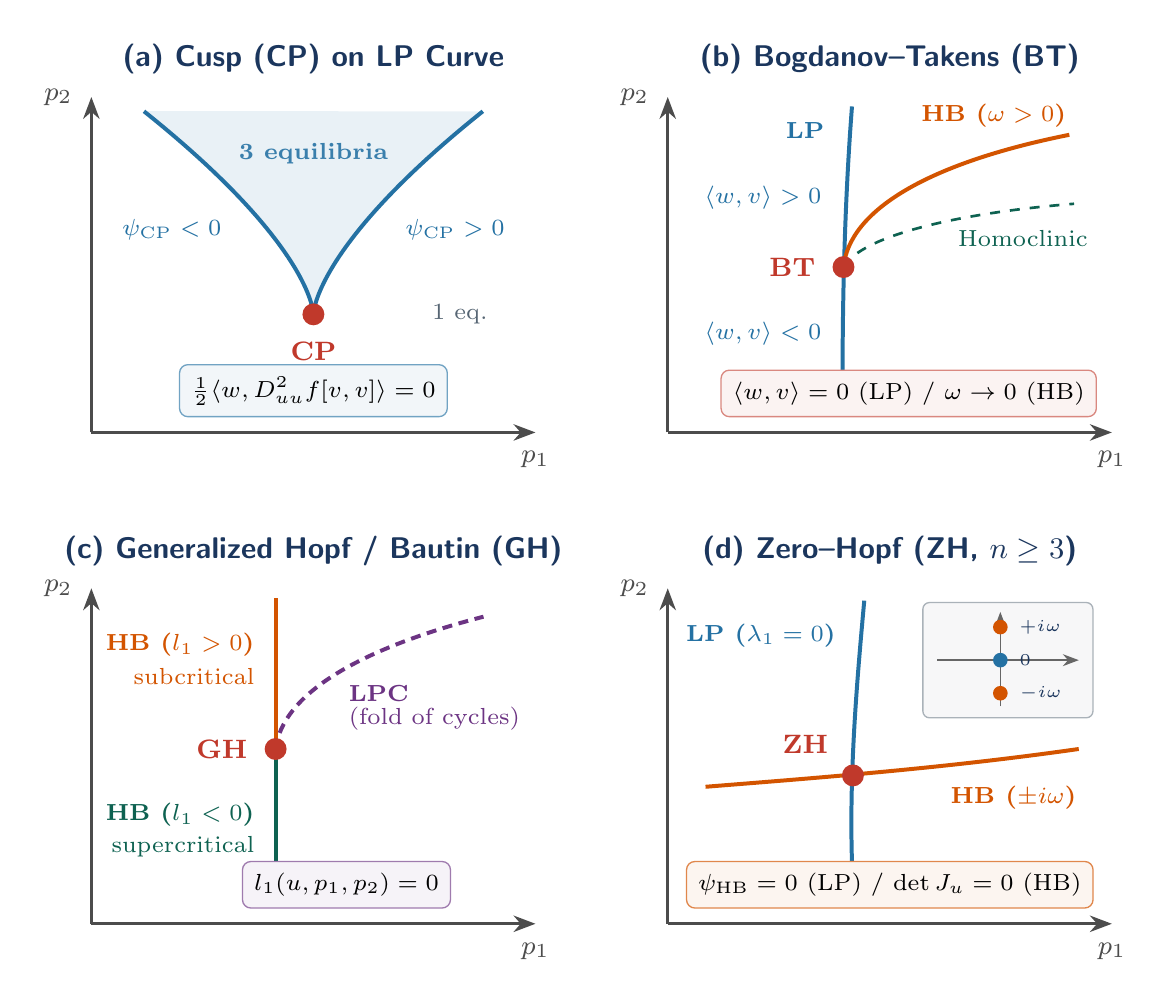 (a) Cusp (CP) on LP Curve
p₂
3 equilibria
ψ_CP < 0
ψ_CP > 0
1 eq.
CP
½⟨w, D²_uu f[v, v]⟩ = 0
p₁
(b) Bogdanov–Takens (BT)
p₂
HB (ω > 0)
LP
⟨w, v⟩ > 0
Homoclinic
BT
⟨w, v⟩ < 0
⟨w, v⟩ = 0 (LP) / ω → 0 (HB)
p₁
(c) Generalized Hopf / Bautin (GH)
p₂
HB (l₁ > 0)
subcritical
LPC
(fold of cycles)
GH
HB (l₁ < 0)
supercritical
l₁(u, p₁, p₂) = 0
p₁
(d) Zero–Hopf (ZH, n ≥ 3)
p₂
LP (λ₁ = 0)
+iω
0
−iω
ZH
HB (±iω)
ψ_HB = 0 (LP) / det J_u = 0 (HB)
p₁